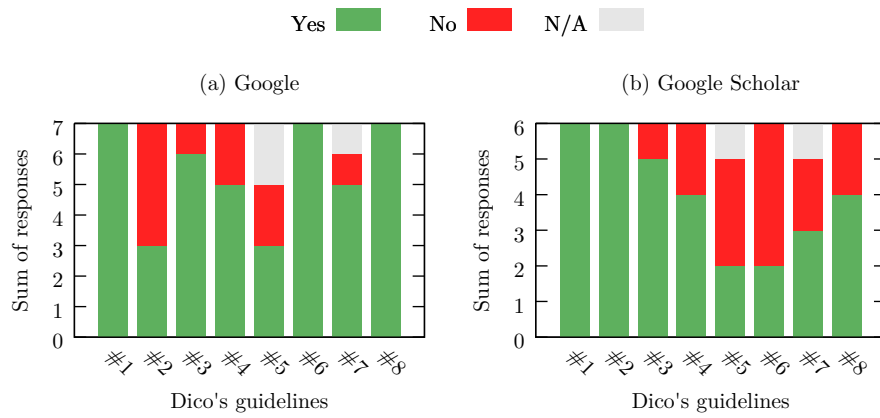 Yes No N/A
(a) Google
Sum of responses
7
6
5
4
3
2
1
0
#1 #2 #3 #4 #5 #6 #7 #8
Dico's guidelines
(b) Google Scholar
Sum of responses
6
5
4
3
2
1
0
#1 #2 #3 #4 #5 #6 #7 #8
Dico's guidelines